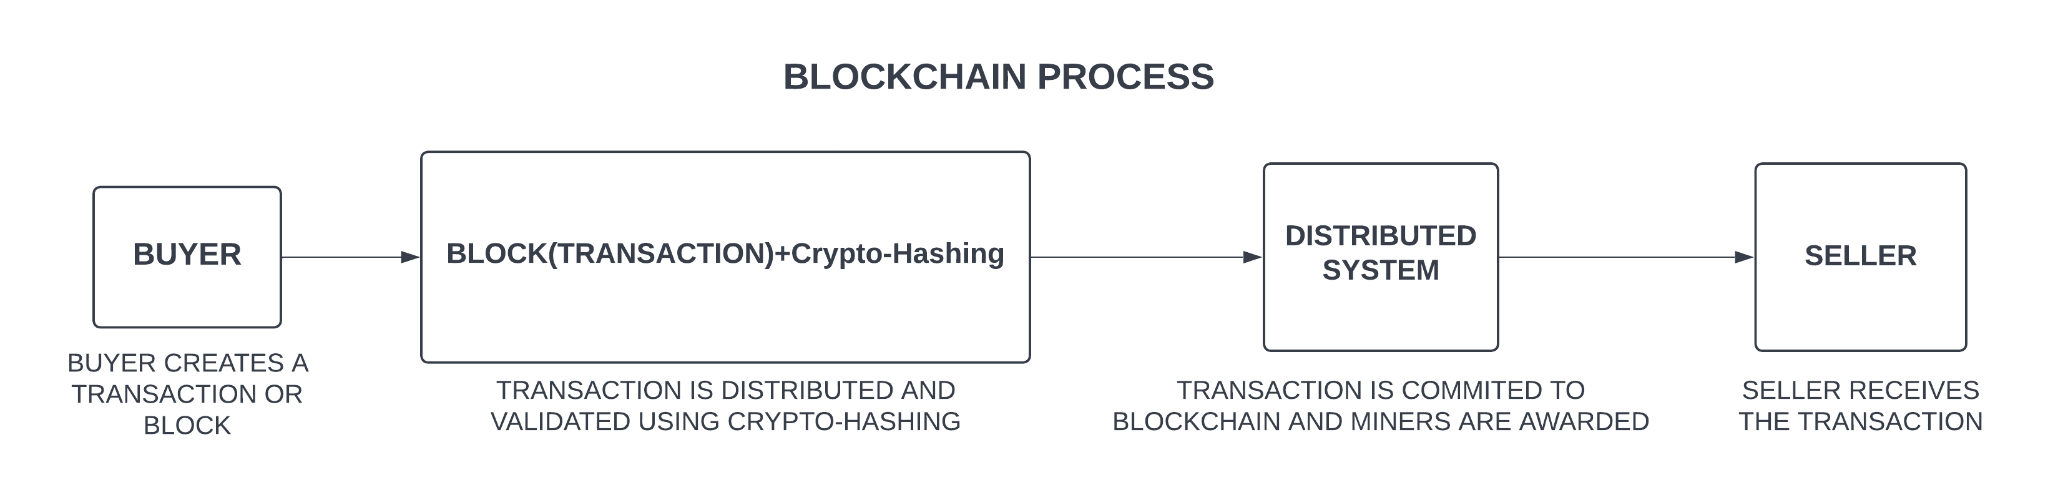 BLOCKCHAIN PROCESS
BUYER
BUYER CREATES A
TRANSACTION OR
BLOCK
BLOCK(TRANSACTION)+Crypto-Hashing
TRANSACTION IS DISTRIBUTED AND
VALIDATED USING CRYPTO-HASHING
DISTRIBUTED
SYSTEM
TRANSACTION IS COMMITED TO
BLOCKCHAIN AND MINERS ARE AWARDED
SELLER
SELLER RECEIVES
THE TRANSACTION